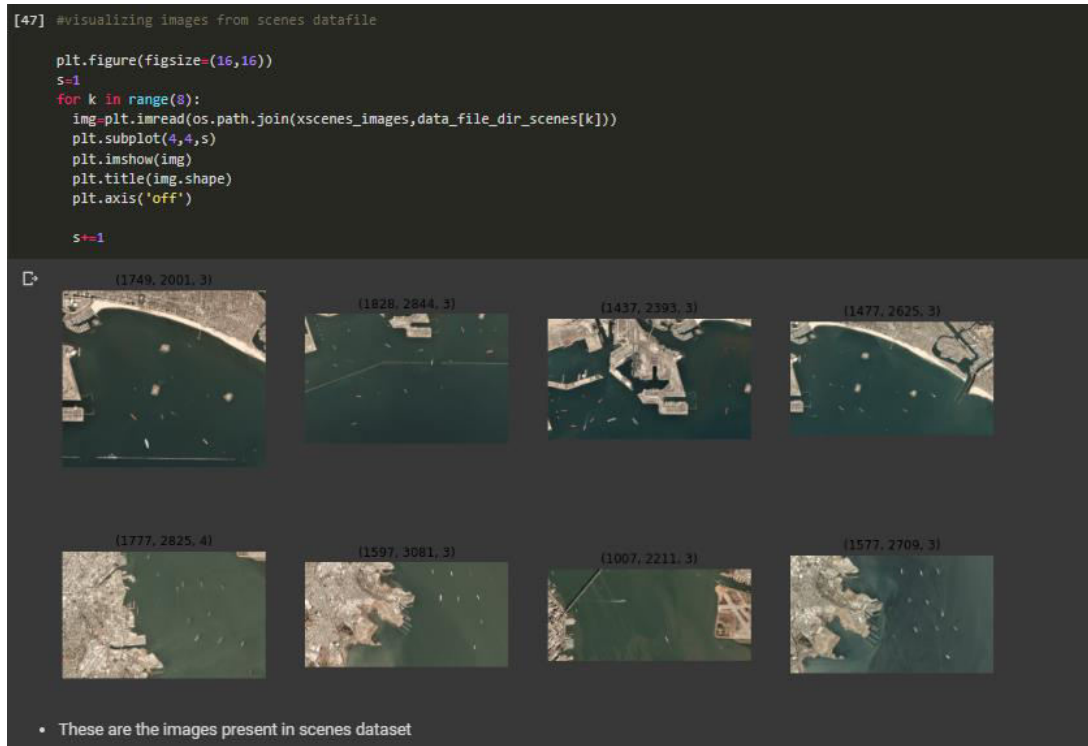 [47] #visualizing images from scenes datafile
plt.figure(figsize=(16,16))
s=1
for k in range(8):
  img=plt.imread(os.path.join(xscenes_images,data_file_dir_scenes[k]))
  plt.subplot(4,4,s)
  plt.imshow(img)
  plt.title(img.shape)
  plt.axis('off')
  s+=1
(1749, 2001, 3)
(1828, 2844, 3)
(1437, 2393, 3)
(1477, 2625, 3)
(1777, 2825, 4)
(1597, 3081, 3)
(1007, 2211, 3)
(1577, 2709, 3)
• These are the images present in scenes dataset